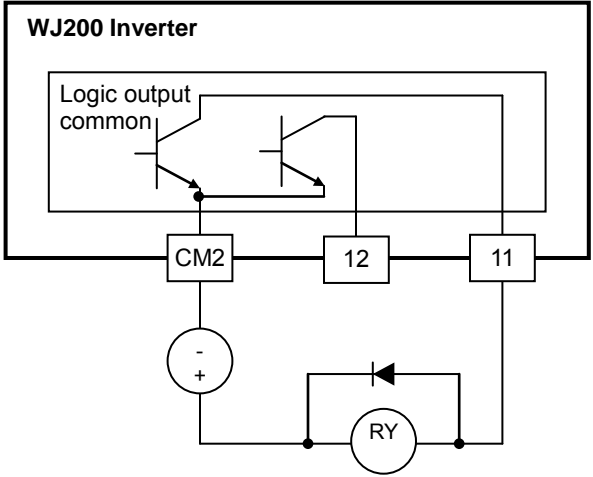 WJ200 Inverter
Logic output
common
CM2
12
11
-
+
RY